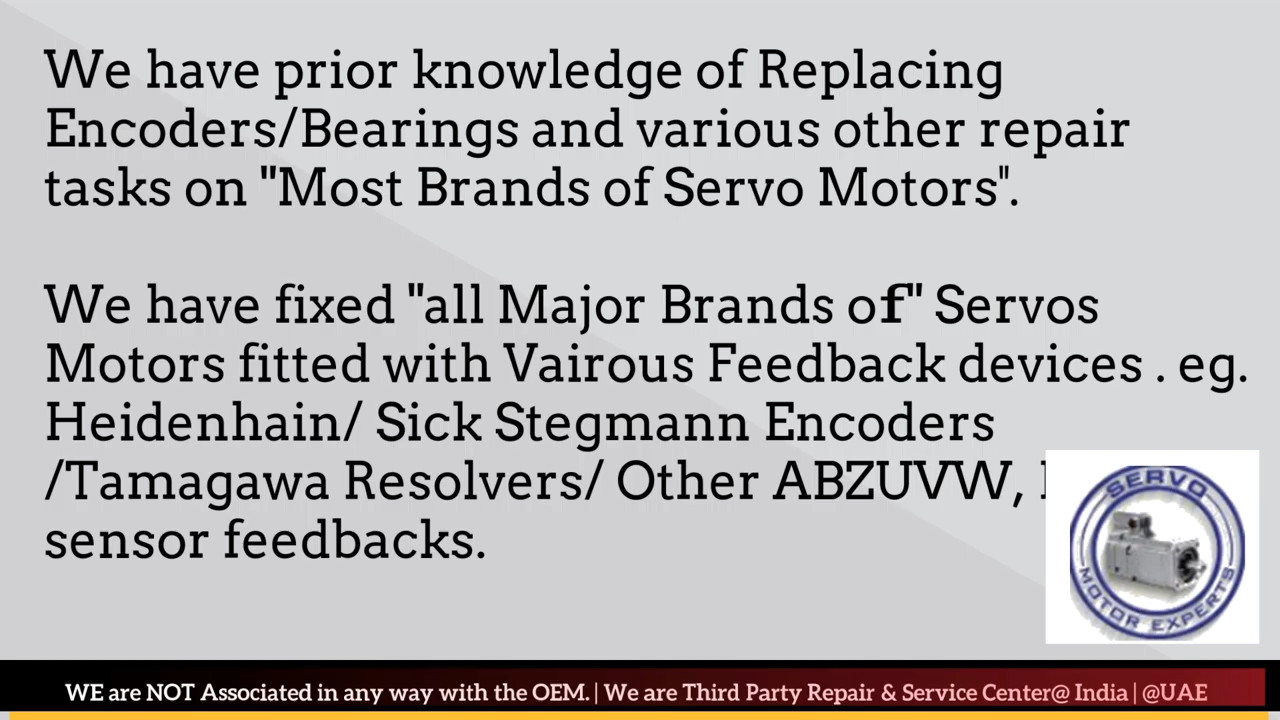 We have prior knowledge of Replacing
Encoders/Bearings and various other repair
tasks on "Most Brands of Servo Motors".
We have fixed "all Major Brands of" Servos
Motors fitted with Vairous Feedback devices . eg.
Heidenhain/ Sick Stegmann Encoders
/Tamagawa Resolvers/ Other ABZUVW,
sensor feedbacks.
SERVO
MOTOR EXPERTS
WE are NOT Associated in any way with the OEM. | We are Third Party Repair & Service Center@ India | @UAE